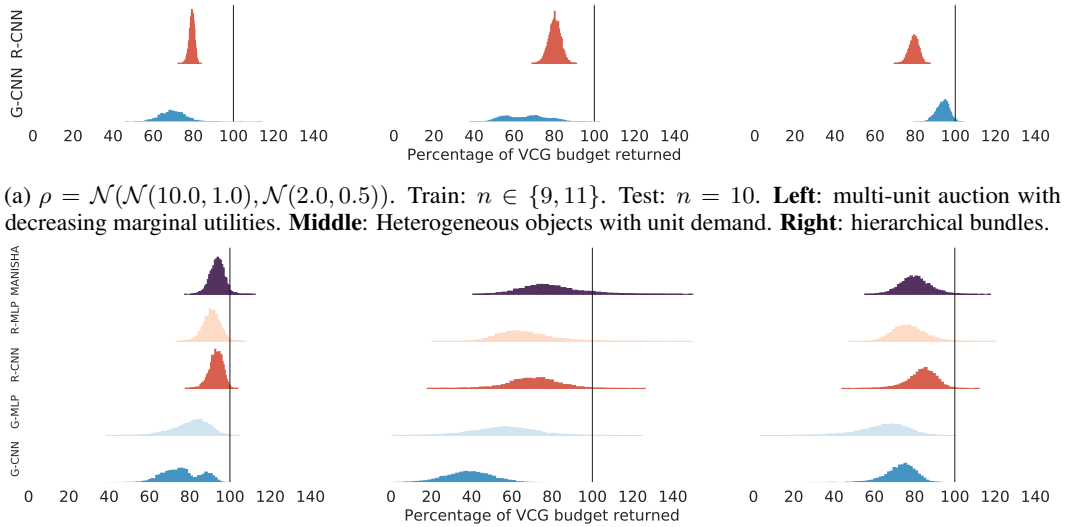 R-CNN
G-CNN
0 20 40 60 80 100 120 140
0 20 40 60 80 100 120 140
0 20 40 60 80 100 120 140
Percentage of VCG budget returned
(a) ρ = 𝒩(𝒩(10.0, 1.0), 𝒩(2.0, 0.5)). Train: n ∈ {9, 11}. Test: n = 10. Left: multi-unit auction with
decreasing marginal utilities. Middle: Heterogeneous objects with unit demand. Right: hierarchical bundles.
MANISHA
R-MLP
R-CNN
G-MLP
G-CNN
0 20 40 60 80 100 120 140
0 20 40 60 80 100 120 140
0 20 40 60 80 100 120 140
Percentage of VCG budget returned